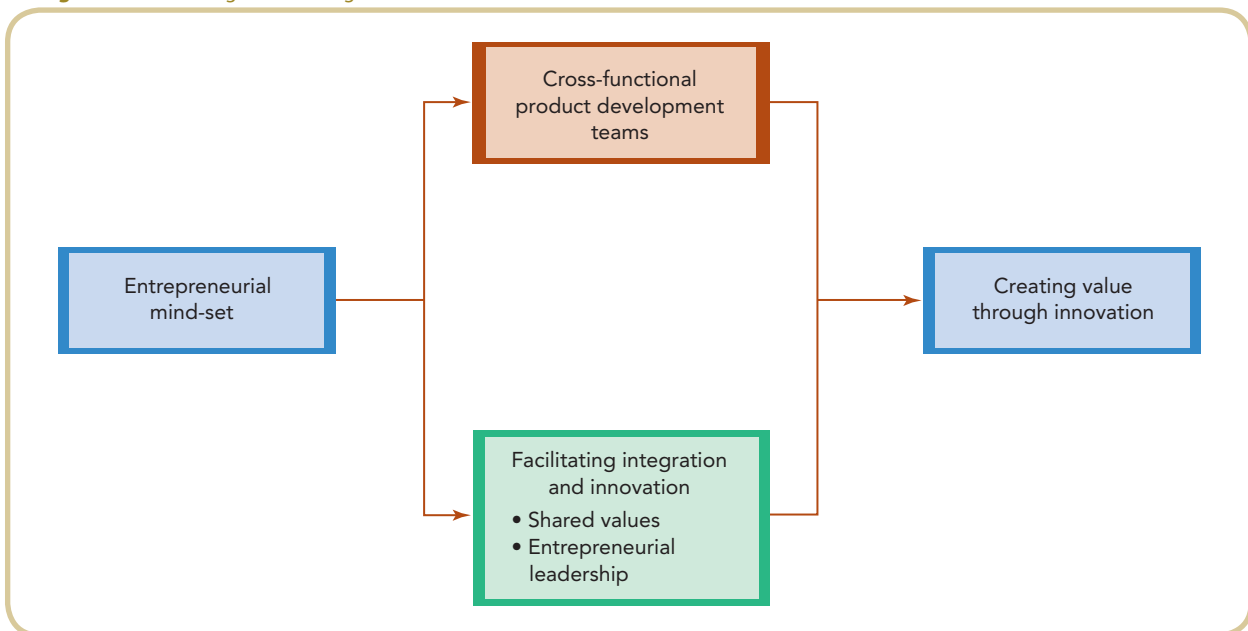 Entrepreneurial
mind-set
Cross-functional
product development
teams
Facilitating integration
and innovation
• Shared values
• Entrepreneurial
leadership
Creating value
through innovation